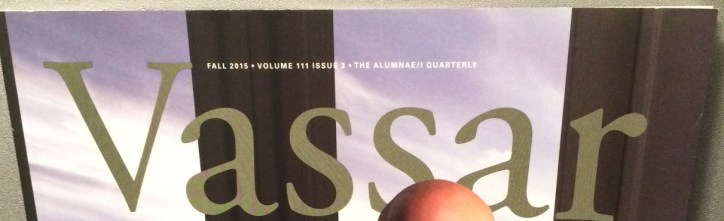 FALL 2015 • VOLUME 111 ISSUE 3 • THE ALUMNAE/I QUARTERLY
Vassar